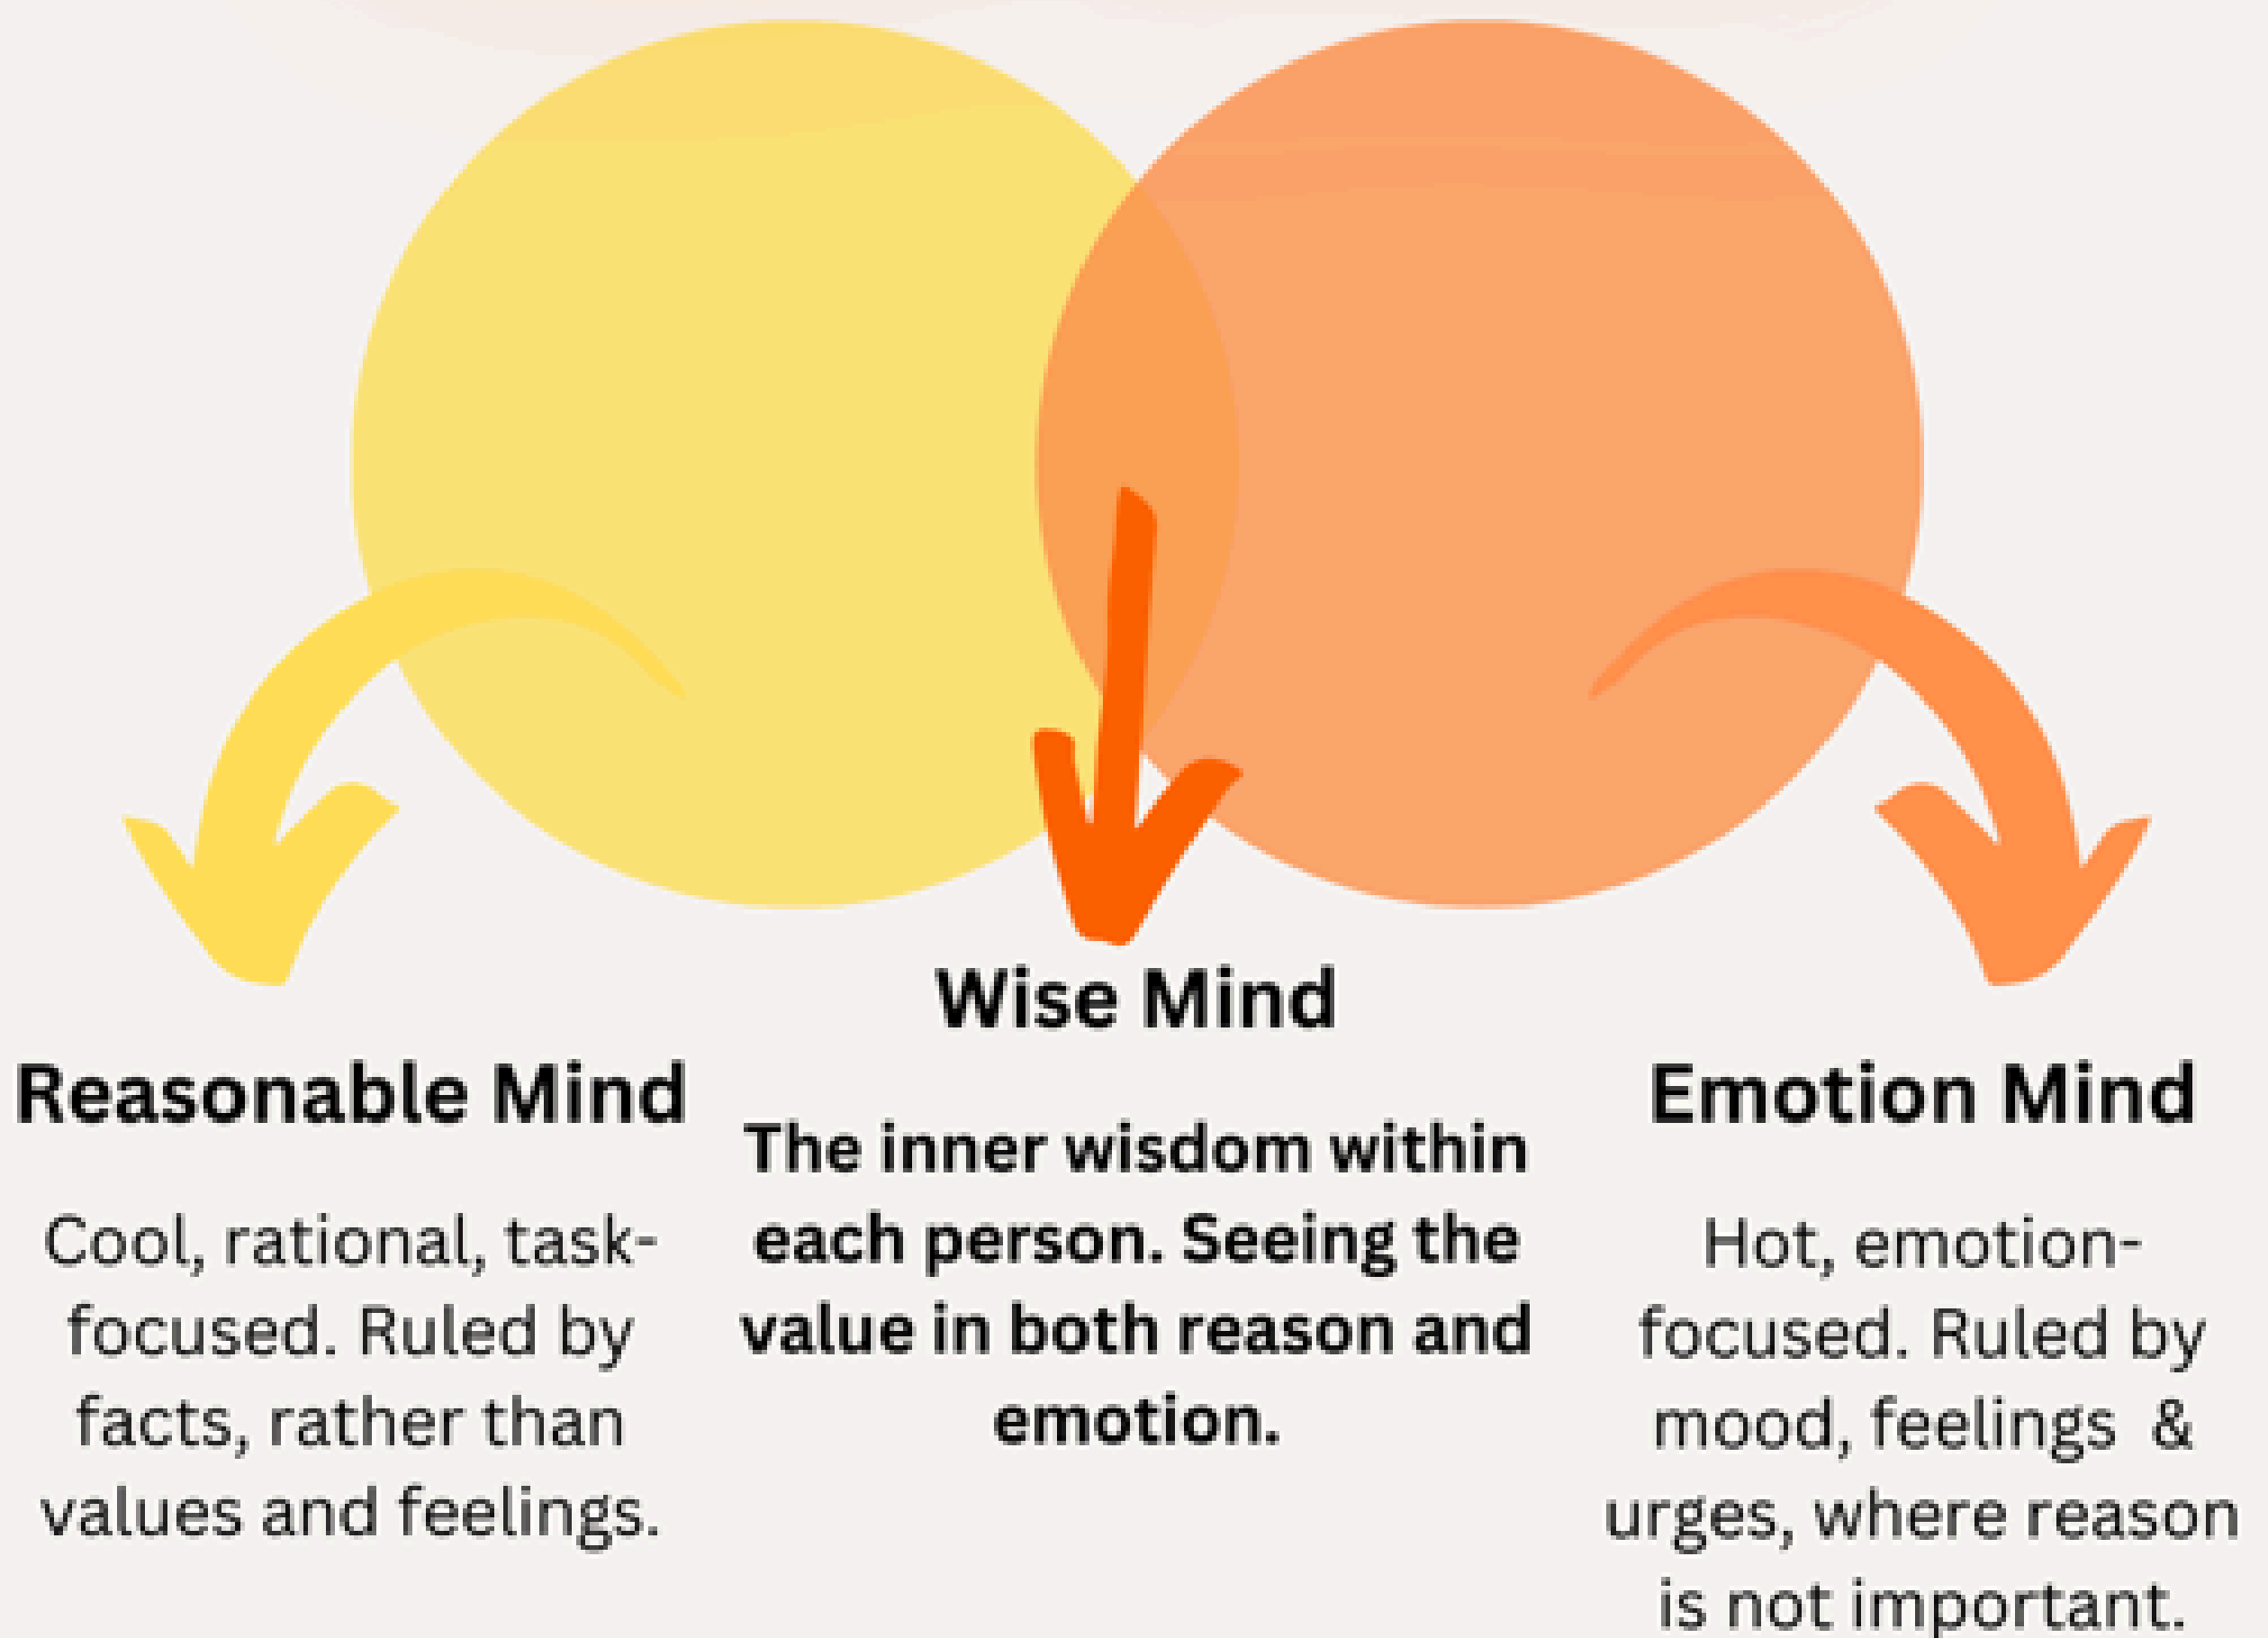 Wise Mind
The inner wisdom within
each person. Seeing the
value in both reason and
emotion.
Reasonable Mind
Cool, rational, task-
focused. Ruled by
facts, rather than
values and feelings.
Emotion Mind
Hot, emotion-
focused. Ruled by
mood, feelings  &
urges, where reason
is not important.